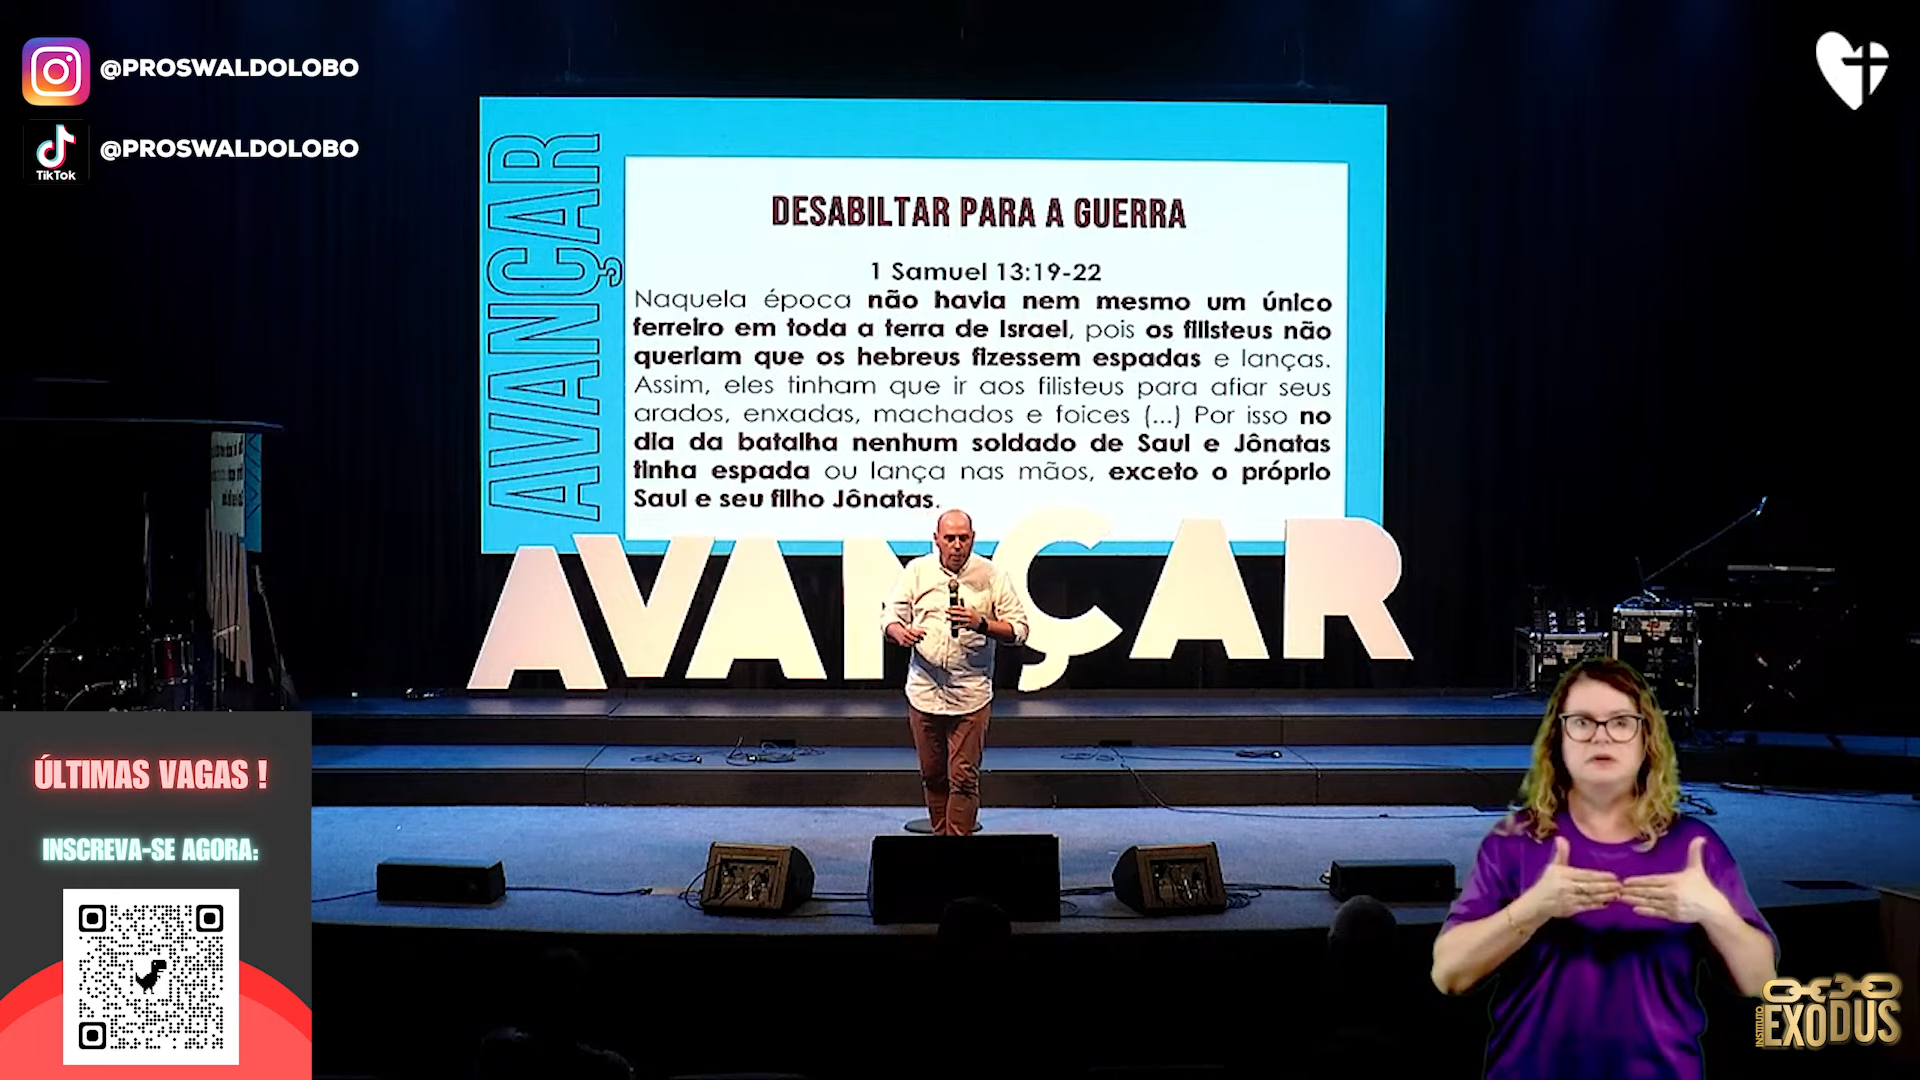 @PROSWALDOLOBO
TikTok
@PROSWALDOLOBO
AVANÇAR
DESABILTAR PARA A GUERRA
1 Samuel 13:19-22
Naquela época não havia nem mesmo um único
ferreiro em toda a terra de Israel, pois os filisteus não
queriam que os hebreus fizessem espadas e lanças.
Assim, eles tinham que ir aos filisteus para afiar seus
arados, enxadas, machados e foices (...) Por isso no
dia da batalha nenhum soldado de Saul e Jônatas
tinha espada ou lança nas mãos, exceto o próprio
Saul e seu filho Jônatas.
AVANÇAR
ÚLTIMAS VAGAS !
INSCREVA-SE AGORA:
INSTITUTO
EXODUS